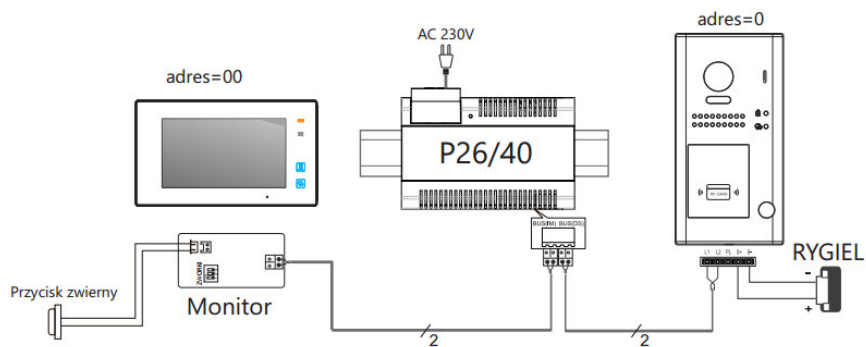 adres=0
AC 230V
adres=00
P26/40
BUS(IM) BUS(DS)
L1 L2 PL S+ S-
RYGIEL
-
+
Przycisk zwierny
Monitor
2
2